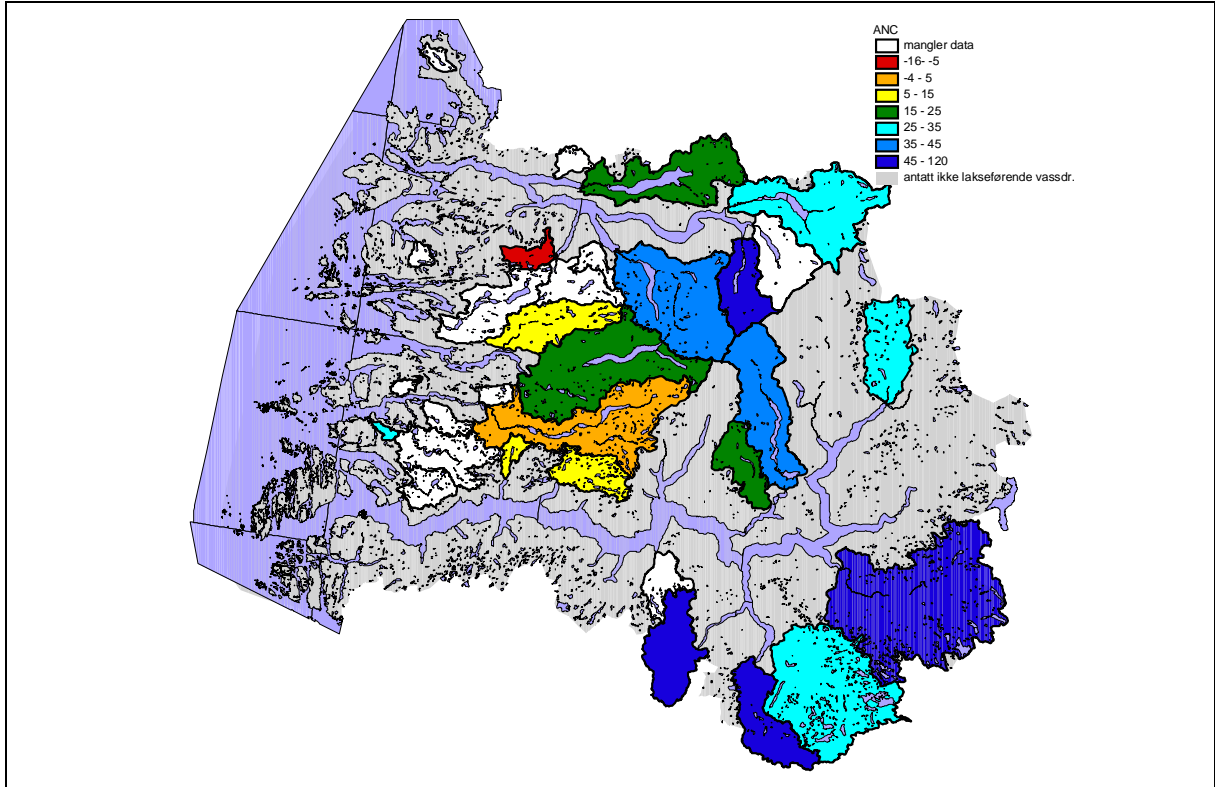 ANC
mangler data
-16- -5
-4 - 5
5 - 15
15 - 25
25 - 35
35 - 45
45 - 120
antatt ikke lakseførende vassdr.